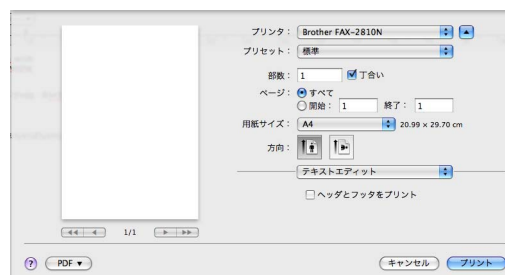 プリンタ： Brother FAX-2810N
プリセット： 標準
部数： 1 丁合い
ページ： すべて
開始： 1 終了： 1
用紙サイズ： A4 20.99 x 29.70 cm
方向：
テキストエディット
ヘッダとフッタをプリント
1/1
? PDF ▼ キャンセル プリント